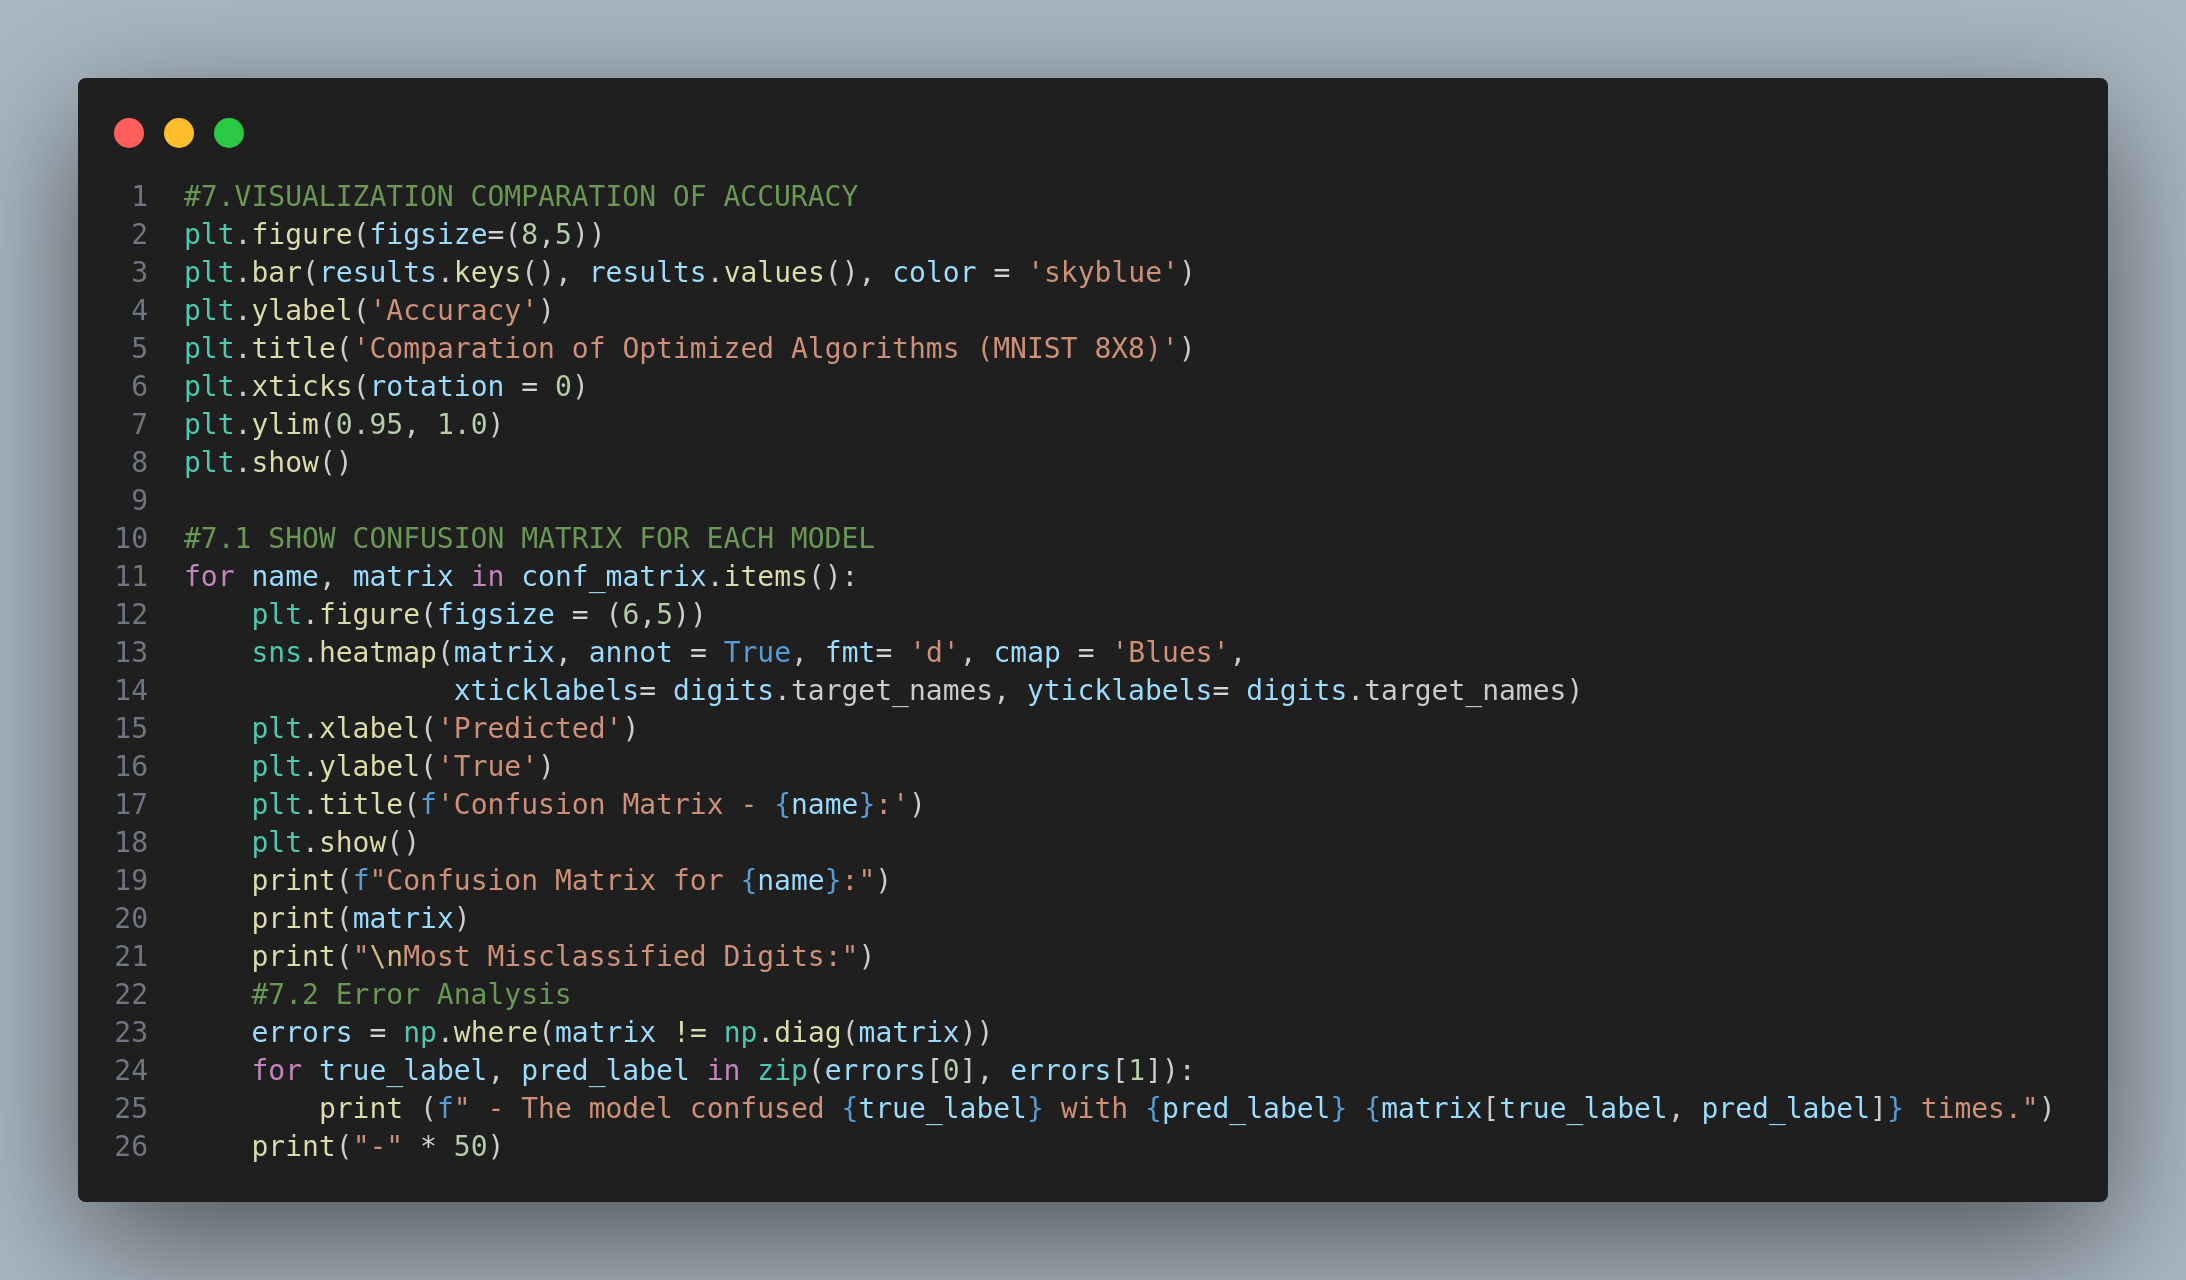 1 #7.VISUALIZATION COMPARATION OF ACCURACY
2 plt.figure(figsize=(8,5))
3 plt.bar(results.keys(), results.values(), color = 'skyblue')
4 plt.ylabel('Accuracy')
5 plt.title('Comparation of Optimized Algorithms (MNIST 8X8)')
6 plt.xticks(rotation = 0)
7 plt.ylim(0.95, 1.0)
8 plt.show()
9
10 #7.1 SHOW CONFUSION MATRIX FOR EACH MODEL
11 for name, matrix in conf_matrix.items():
12     plt.figure(figsize = (6,5))
13     sns.heatmap(matrix, annot = True, fmt= 'd', cmap = 'Blues',
14                 xticklabels= digits.target_names, yticklabels= digits.target_names)
15     plt.xlabel('Predicted')
16     plt.ylabel('True')
17     plt.title(f'Confusion Matrix - {name}:')
18     plt.show()
19     print(f"Confusion Matrix for {name}:")
20     print(matrix)
21     print("\nMost Misclassified Digits:")
22     #7.2 Error Analysis
23     errors = np.where(matrix != np.diag(matrix))
24     for true_label, pred_label in zip(errors[0], errors[1]):
25         print (f" - The model confused {true_label} with {pred_label} {matrix[true_label, pred_label]} times.")
26     print("-" * 50)